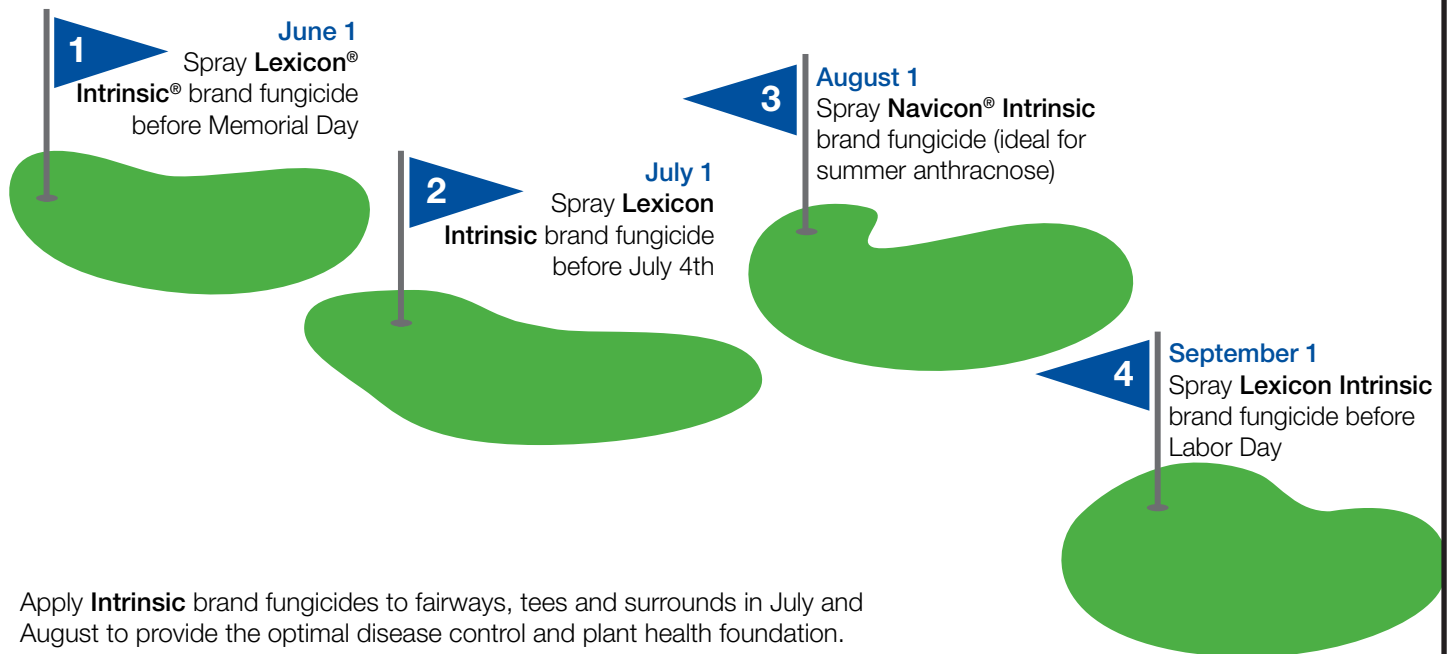 1
June 1
Spray Lexicon®
Intrinsic® brand fungicide
before Memorial Day
2
July 1
Spray Lexicon
Intrinsic brand fungicide
before July 4th
3
August 1
Spray Navicon® Intrinsic
brand fungicide (ideal for
summer anthracnose)
4
September 1
Spray Lexicon Intrinsic
brand fungicide before
Labor Day
Apply Intrinsic brand fungicides to fairways, tees and surrounds in July and
August to provide the optimal disease control and plant health foundation.